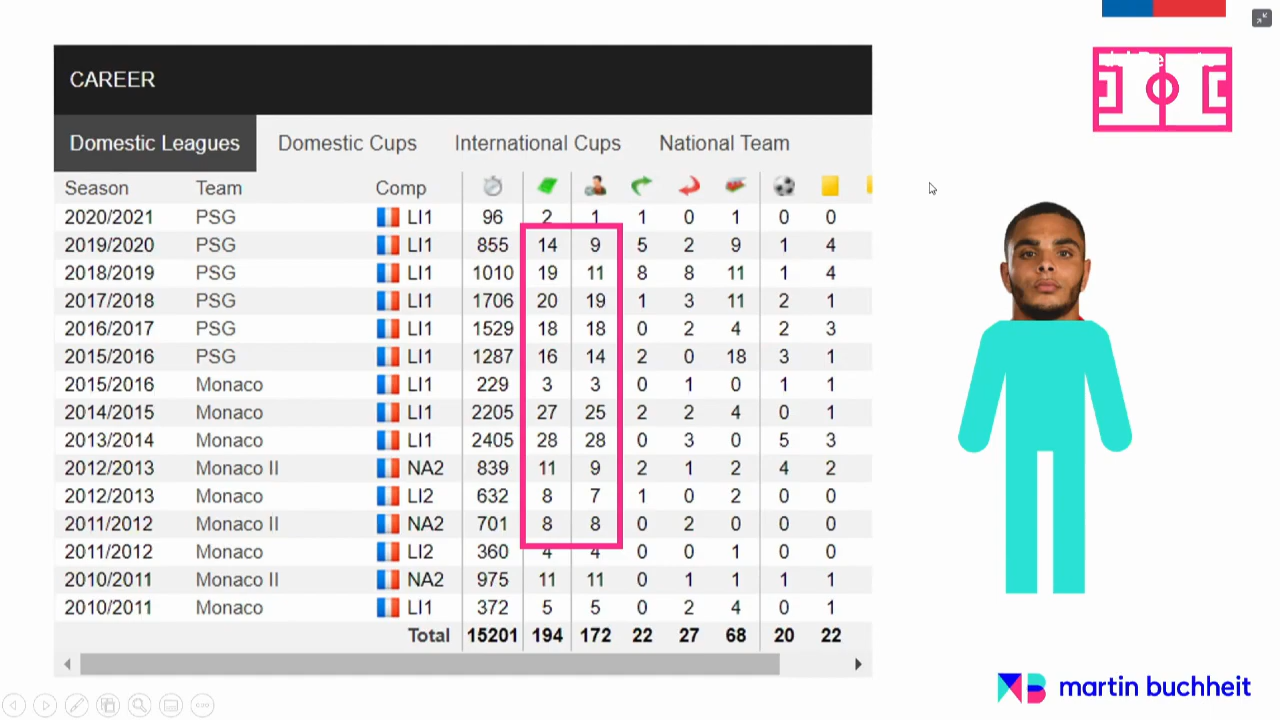 CAREER
Domestic Leagues Domestic Cups International Cups National Team
Season Team Comp
2020/2021 PSG LI1 96 2 1 1 0 1 0 0
2019/2020 PSG LI1 855 14 9 5 2 9 1 4
2018/2019 PSG LI1 1010 19 11 8 8 11 1 4
2017/2018 PSG LI1 1706 20 19 1 3 11 2 1
2016/2017 PSG LI1 1529 18 18 0 2 4 2 3
2015/2016 PSG LI1 1287 16 14 2 0 18 3 1
2015/2016 Monaco LI1 229 3 3 0 1 0 1 1
2014/2015 Monaco LI1 2205 27 25 2 2 4 0 1
2013/2014 Monaco LI1 2405 28 28 0 3 0 5 3
2012/2013 Monaco II NA2 839 11 9 2 1 2 4 2
2012/2013 Monaco LI2 632 8 7 1 0 2 0 0
2011/2012 Monaco II NA2 701 8 8 0 2 0 0 0
2011/2012 Monaco LI2 360 4 4 0 0 1 0 0
2010/2011 Monaco II NA2 975 11 11 0 1 1 1 1
2010/2011 Monaco LI1 372 5 5 0 2 4 0 1
Total 15201 194 172 22 27 68 20 22
martin buchheit